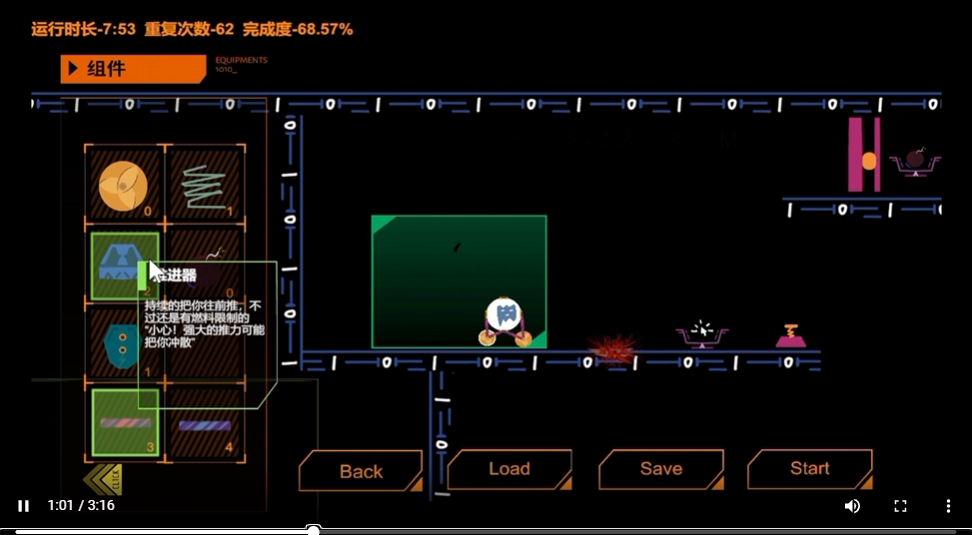 运行时长-7:53 重复次数-62 完成度-68.57%
组件
EQUIPMENTS
1010_
0
1
2
推进器
0
持续的把你往前推，不
过还是有燃料限制的
“小心！强大的推力可能
把你冲散”
1
3
4
CLICK
Back
Load
Save
Start
1:01 / 3:16